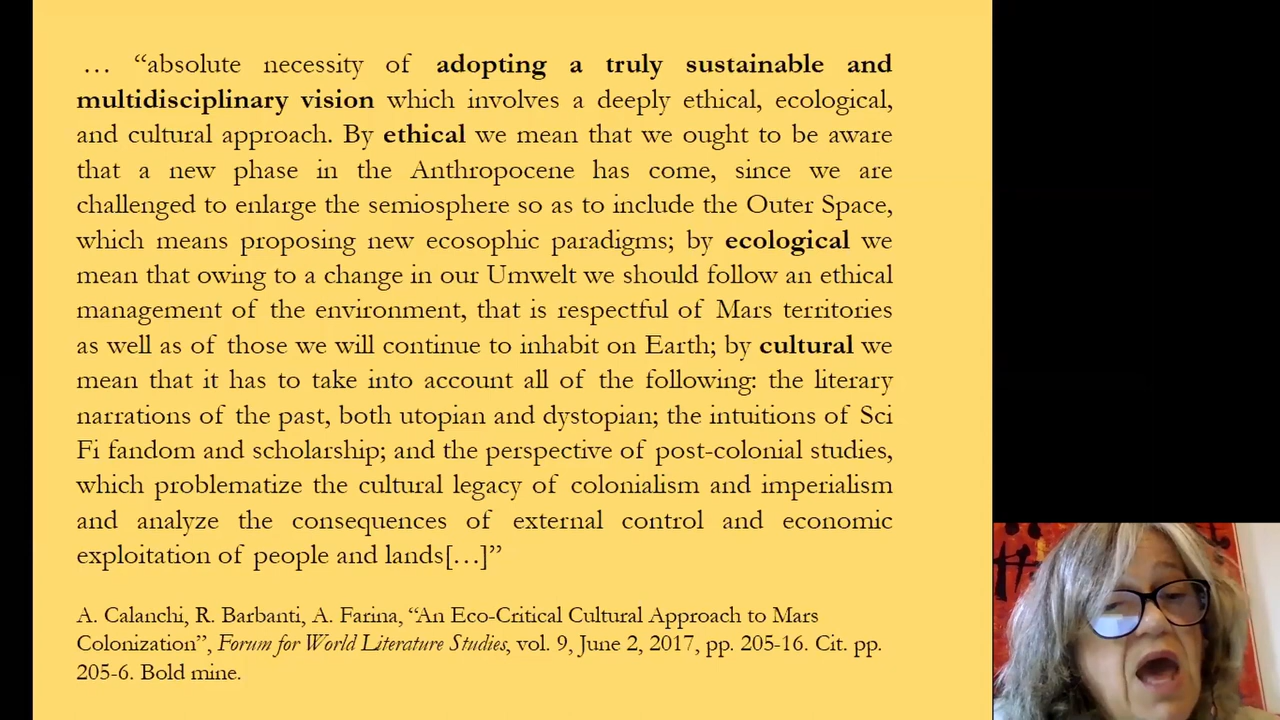 … “absolute necessity of adopting a truly sustainable and
multidisciplinary vision which involves a deeply ethical, ecological,
and cultural approach. By ethical we mean that we ought to be aware
that a new phase in the Anthropocene has come, since we are
challenged to enlarge the semiosphere so as to include the Outer Space,
which means proposing new ecosophic paradigms; by ecological we
mean that owing to a change in our Umwelt we should follow an ethical
management of the environment, that is respectful of Mars territories
as well as of those we will continue to inhabit on Earth; by cultural we
mean that it has to take into account all of the following: the literary
narrations of the past, both utopian and dystopian; the intuitions of Sci
Fi fandom and scholarship; and the perspective of post-colonial studies,
which problematize the cultural legacy of colonialism and imperialism
and analyze the consequences of external control and economic
exploitation of people and lands[…]”
A. Calanchi, R. Barbanti, A. Farina, “An Eco-Critical Cultural Approach to Mars
Colonization”, Forum for World Literature Studies, vol. 9, June 2, 2017, pp. 205-16. Cit. pp.
205-6. Bold mine.